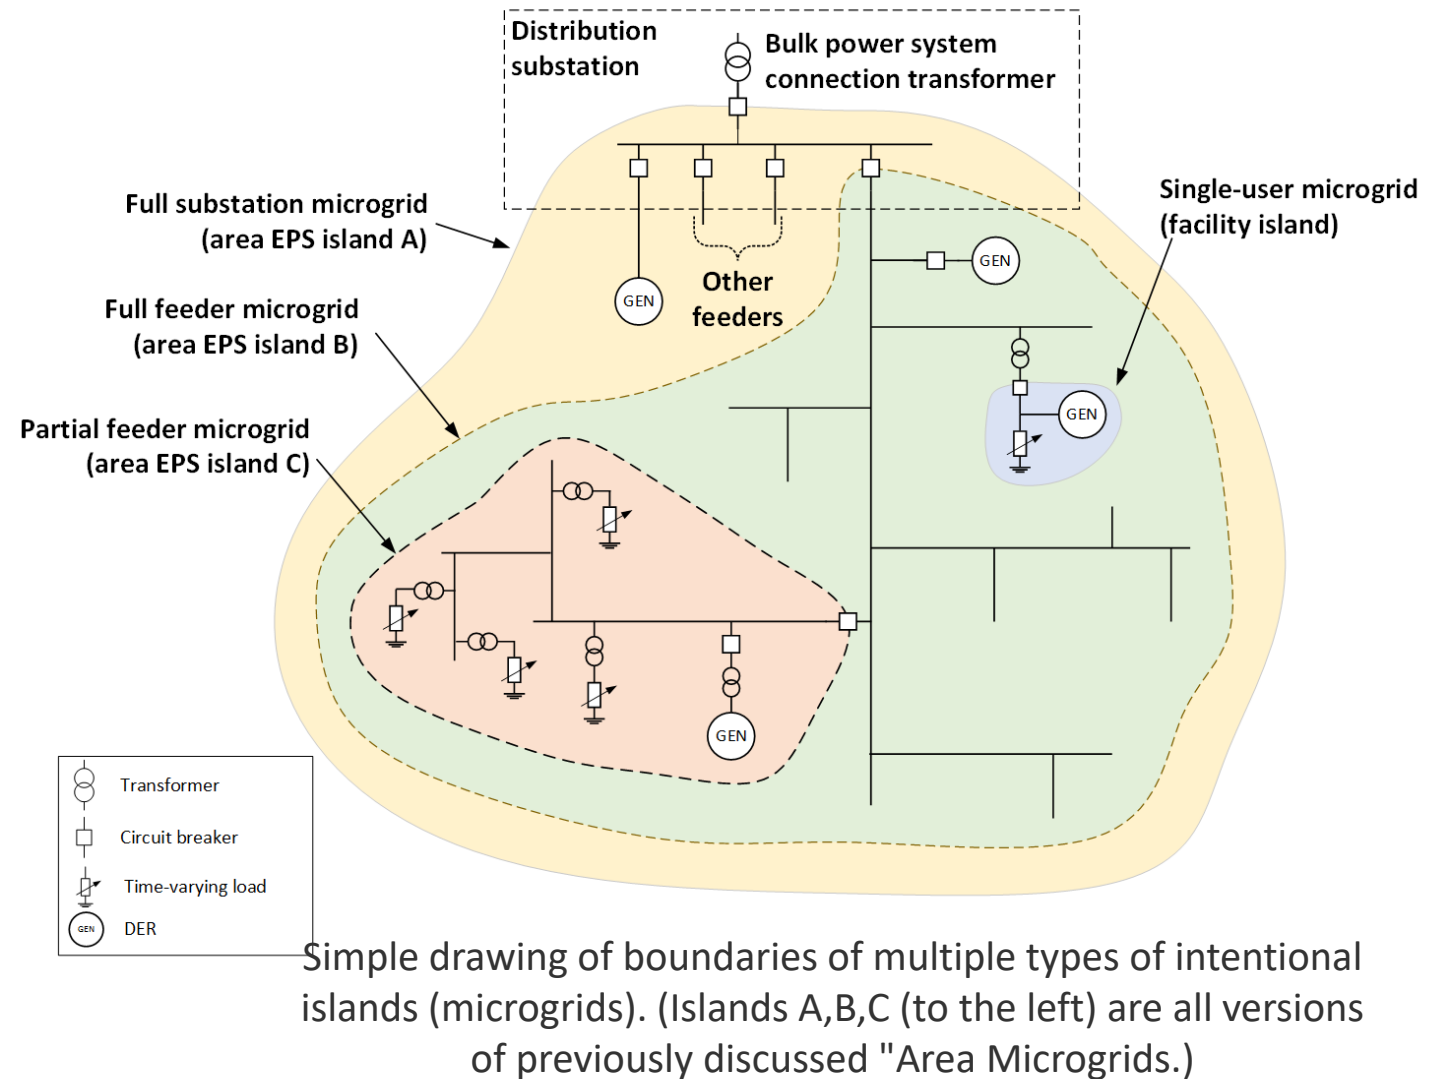 Distribution
substation
Bulk power system
connection transformer
Full substation microgrid
(area EPS island A)
Single-user microgrid
(facility island)
GEN
GEN
Other
feeders
Full feeder microgrid
(area EPS island B)
GEN
Partial feeder microgrid
(area EPS island C)
GEN
Transformer
Circuit breaker
Time-varying load
GEN
DER
Simple drawing of boundaries of multiple types of intentional
islands (microgrids). (Islands A,B,C (to the left) are all versions
of previously discussed "Area Microgrids.)